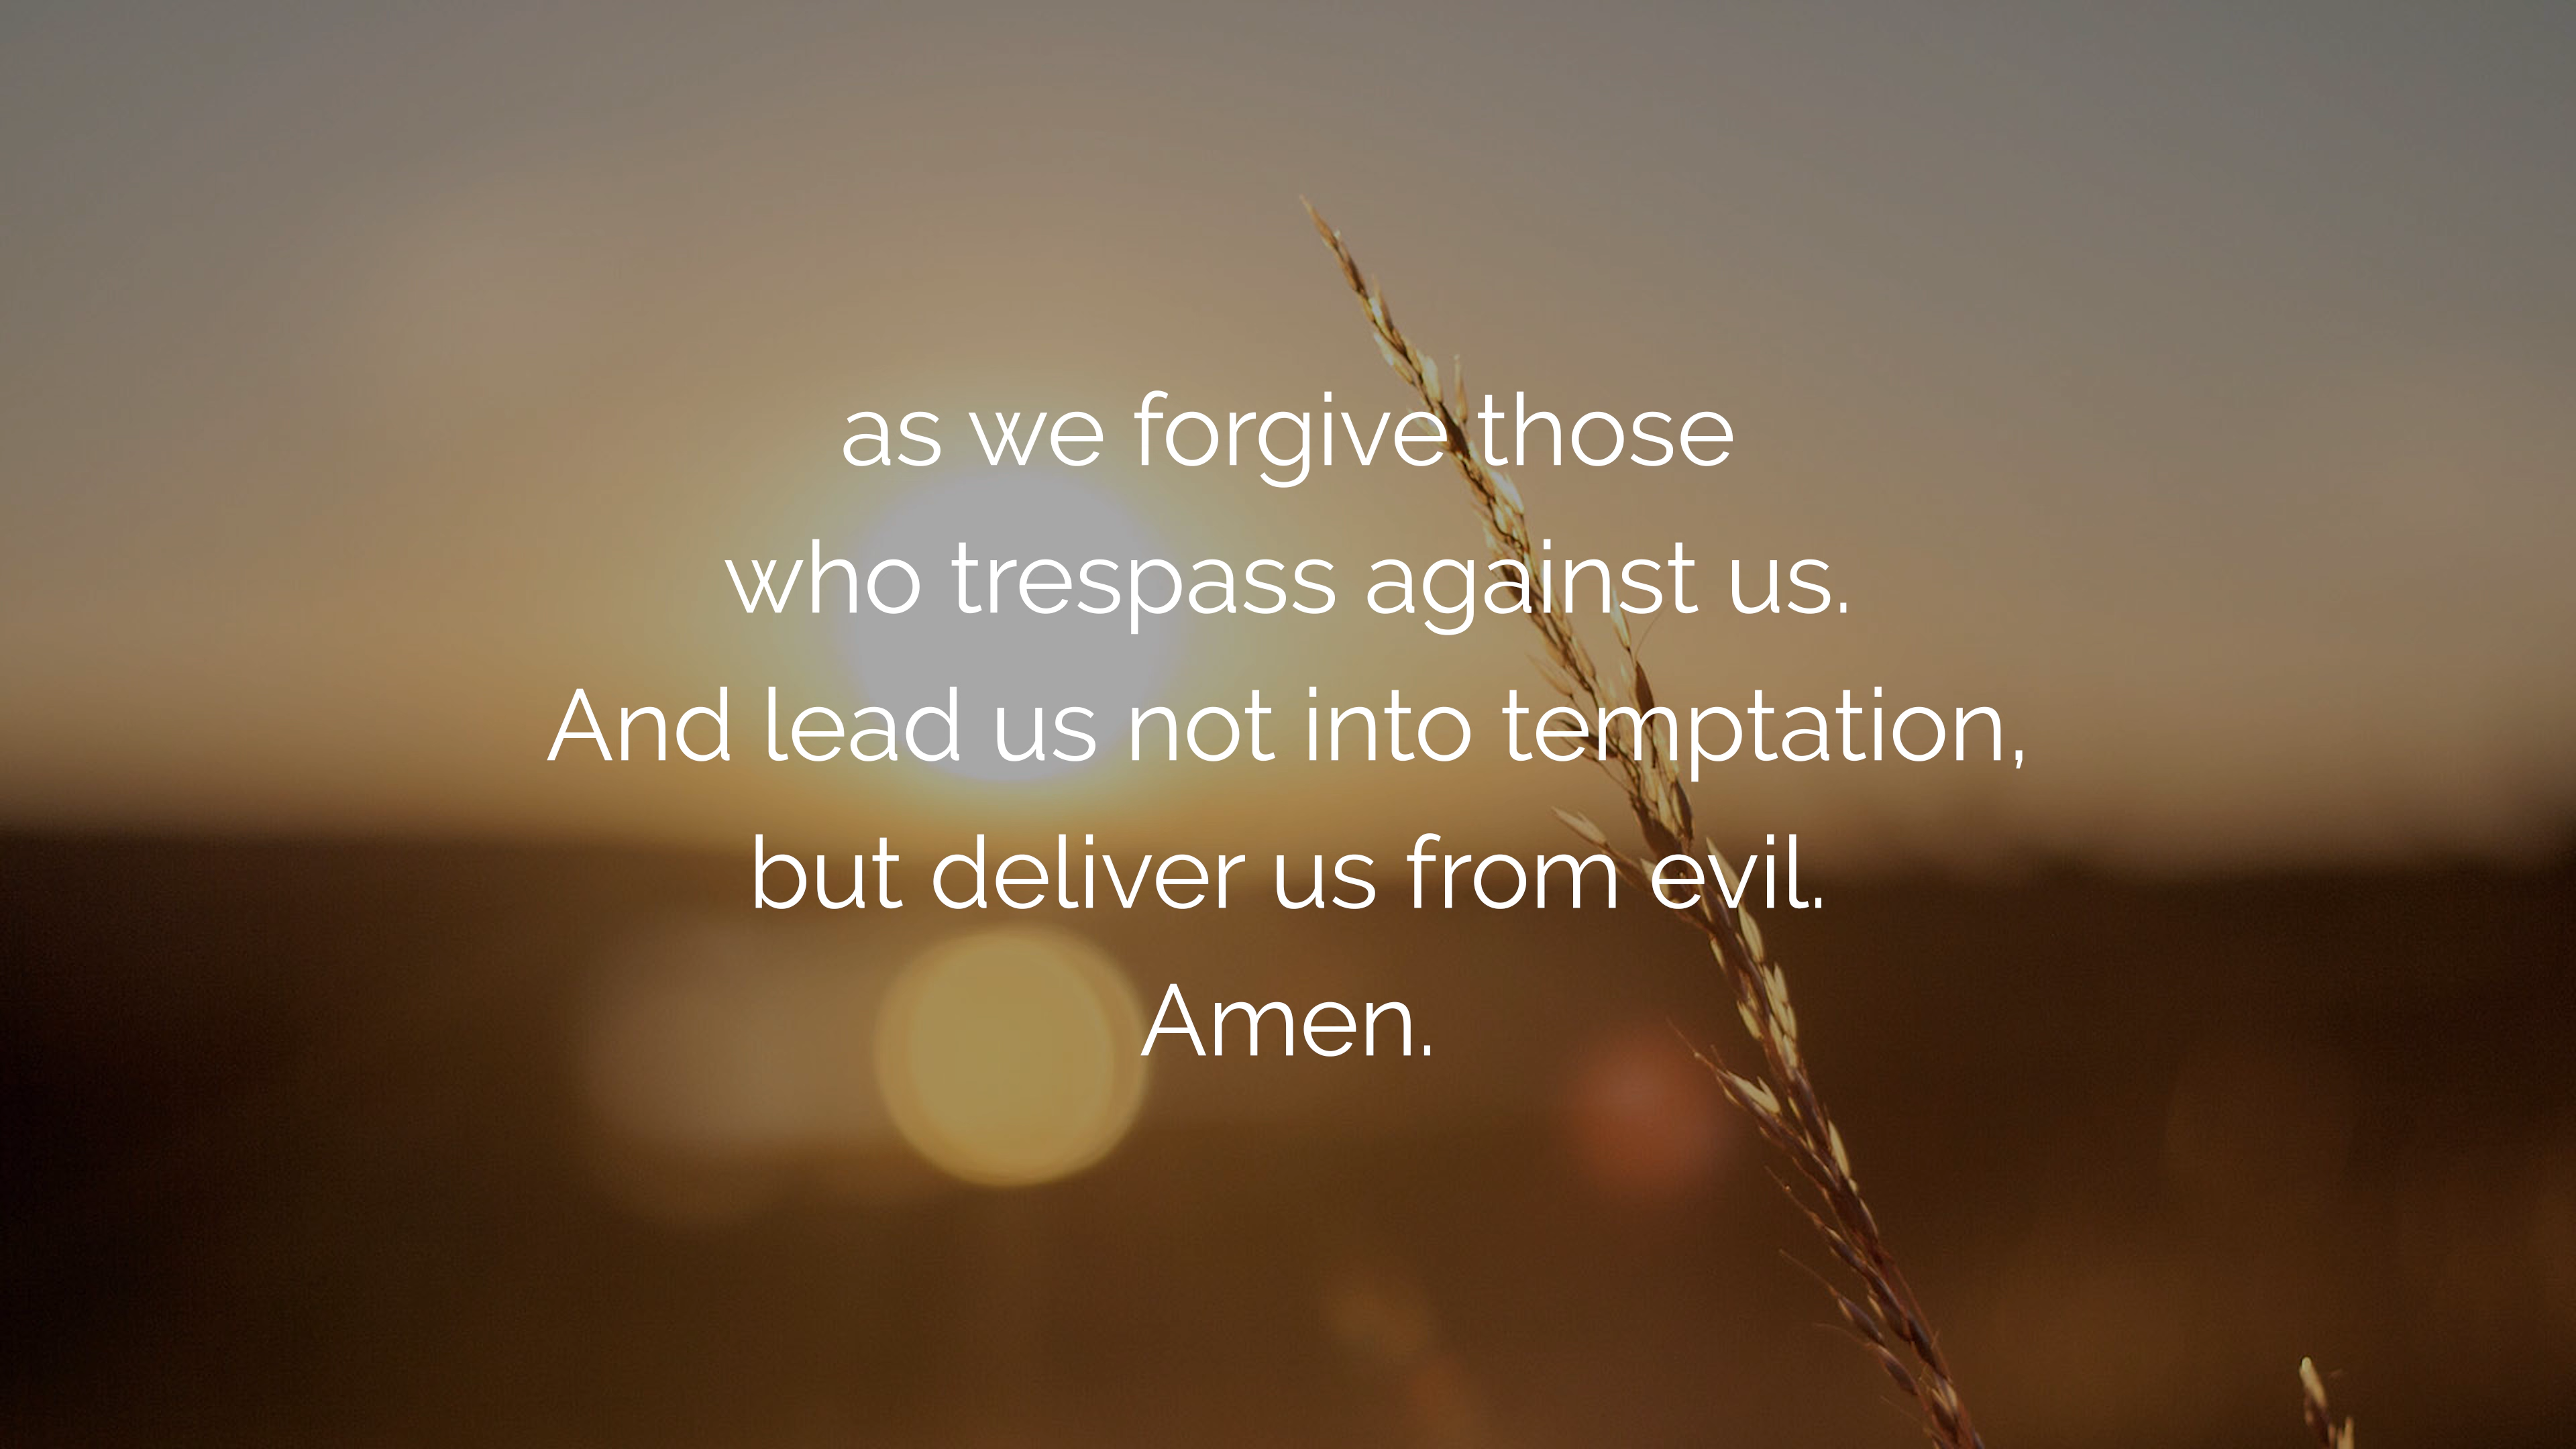 as we forgive those
who trespass against us.
And lead us not into temptation,
but deliver us from evil.
Amen.